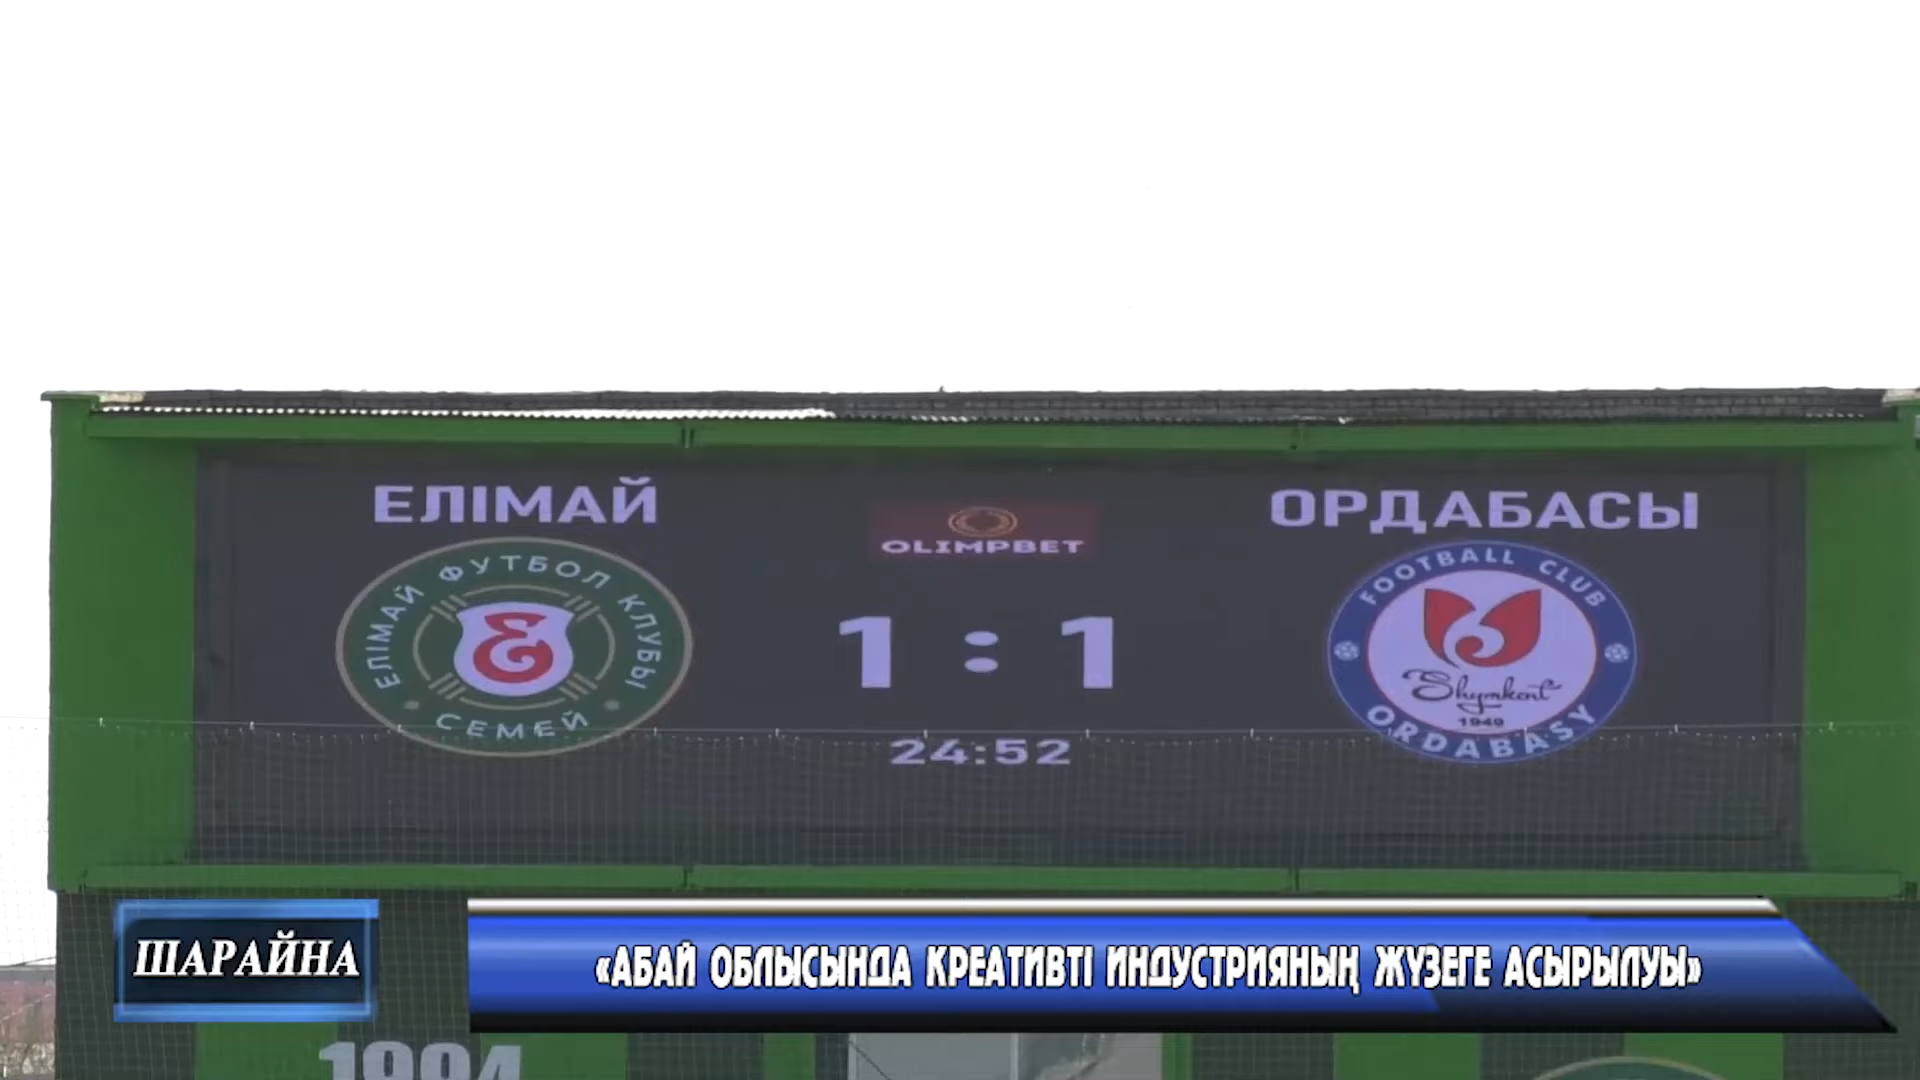 ЕЛІМАЙ
ОРДАБАСЫ
OLIMPBET
ЕЛІМАЙ ФУТБОЛ КЛУБЫ
СЕМЕЙ
1 : 1
FOOTBALL CLUB
Shymkent
1949
ORDABASY
24:52
ШАРАЙНА
«АБАЙ ОБЛЫСЫНДА КРЕАТИВТІ ИНДУСТРИЯНЫҢ ЖҮЗЕГЕ АСЫРЫЛУЫ»
1994